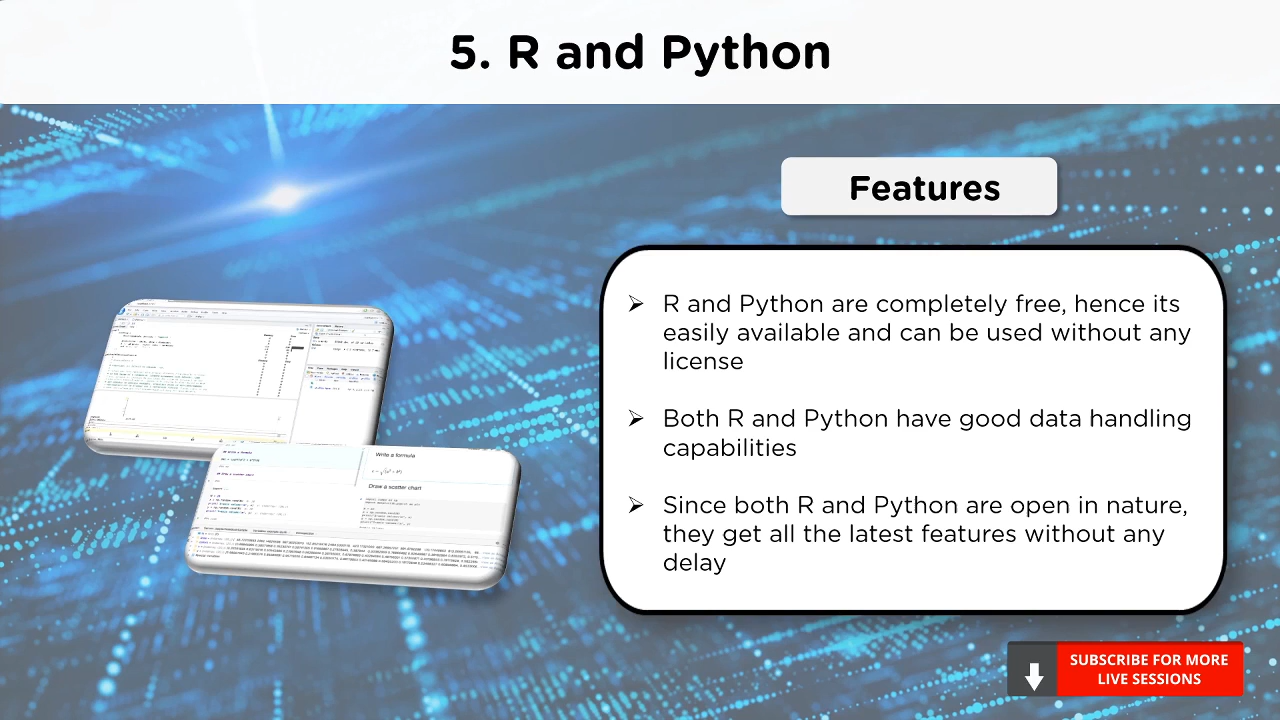 5. R and Python
Features
➢ R and Python are completely free, hence its
easily available and can be used without any
license
➢ Both R and Python have good data handling
capabilities
➢ Since both R and Python are open in nature,
they get all the latest features without any
delay
Write a formula
Draw a scatter chart
SUBSCRIBE FOR MORE
LIVE SESSIONS